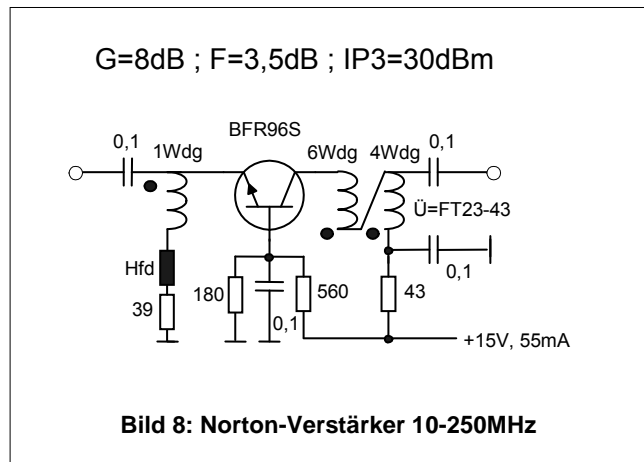 G=8dB ; F=3,5dB ; IP3=30dBm
BFR96S
0,1
1Wdg
6Wdg
4Wdg
0,1
Ü=FT23-43
Hfd
39
180
0,1
560
43
0,1
+15V, 55mA
Bild 8: Norton-Verstärker 10-250MHz